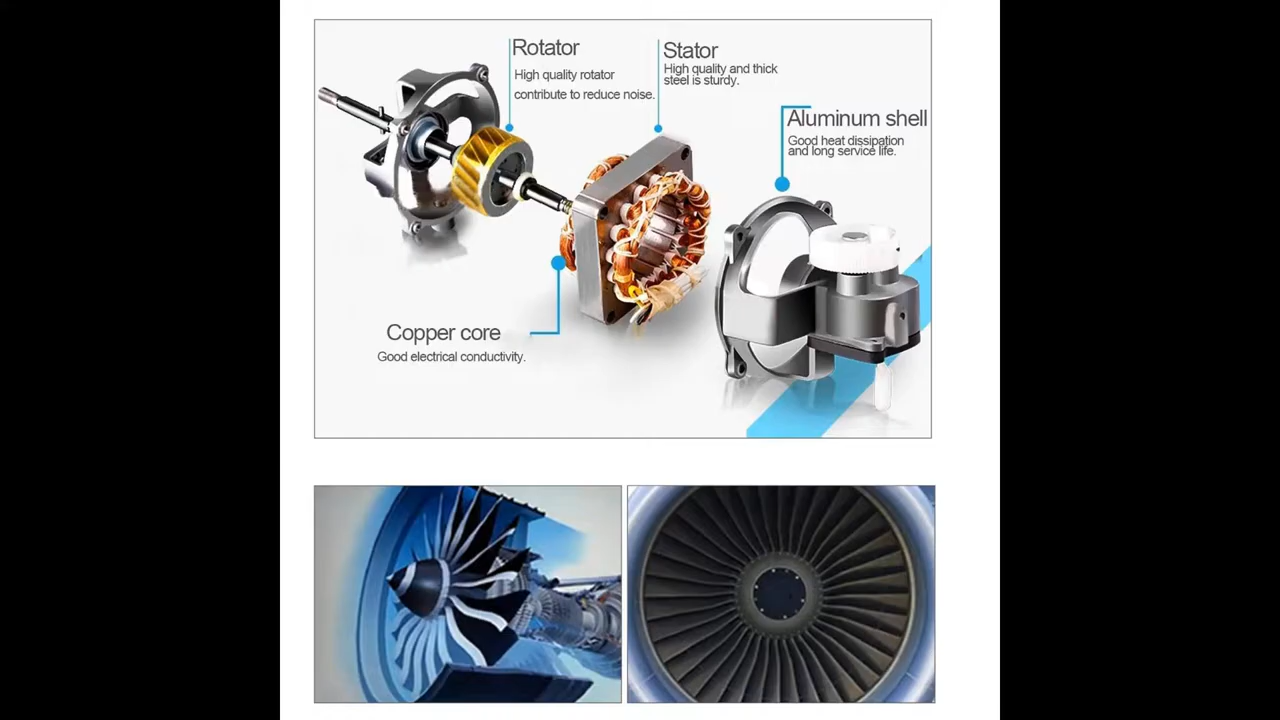 Rotator
High quality rotator
contribute to reduce noise.
Stator
High quality and thick
steel is sturdy.
Aluminum shell
Good heat dissipation
and long service life.
Copper core
Good electrical conductivity.